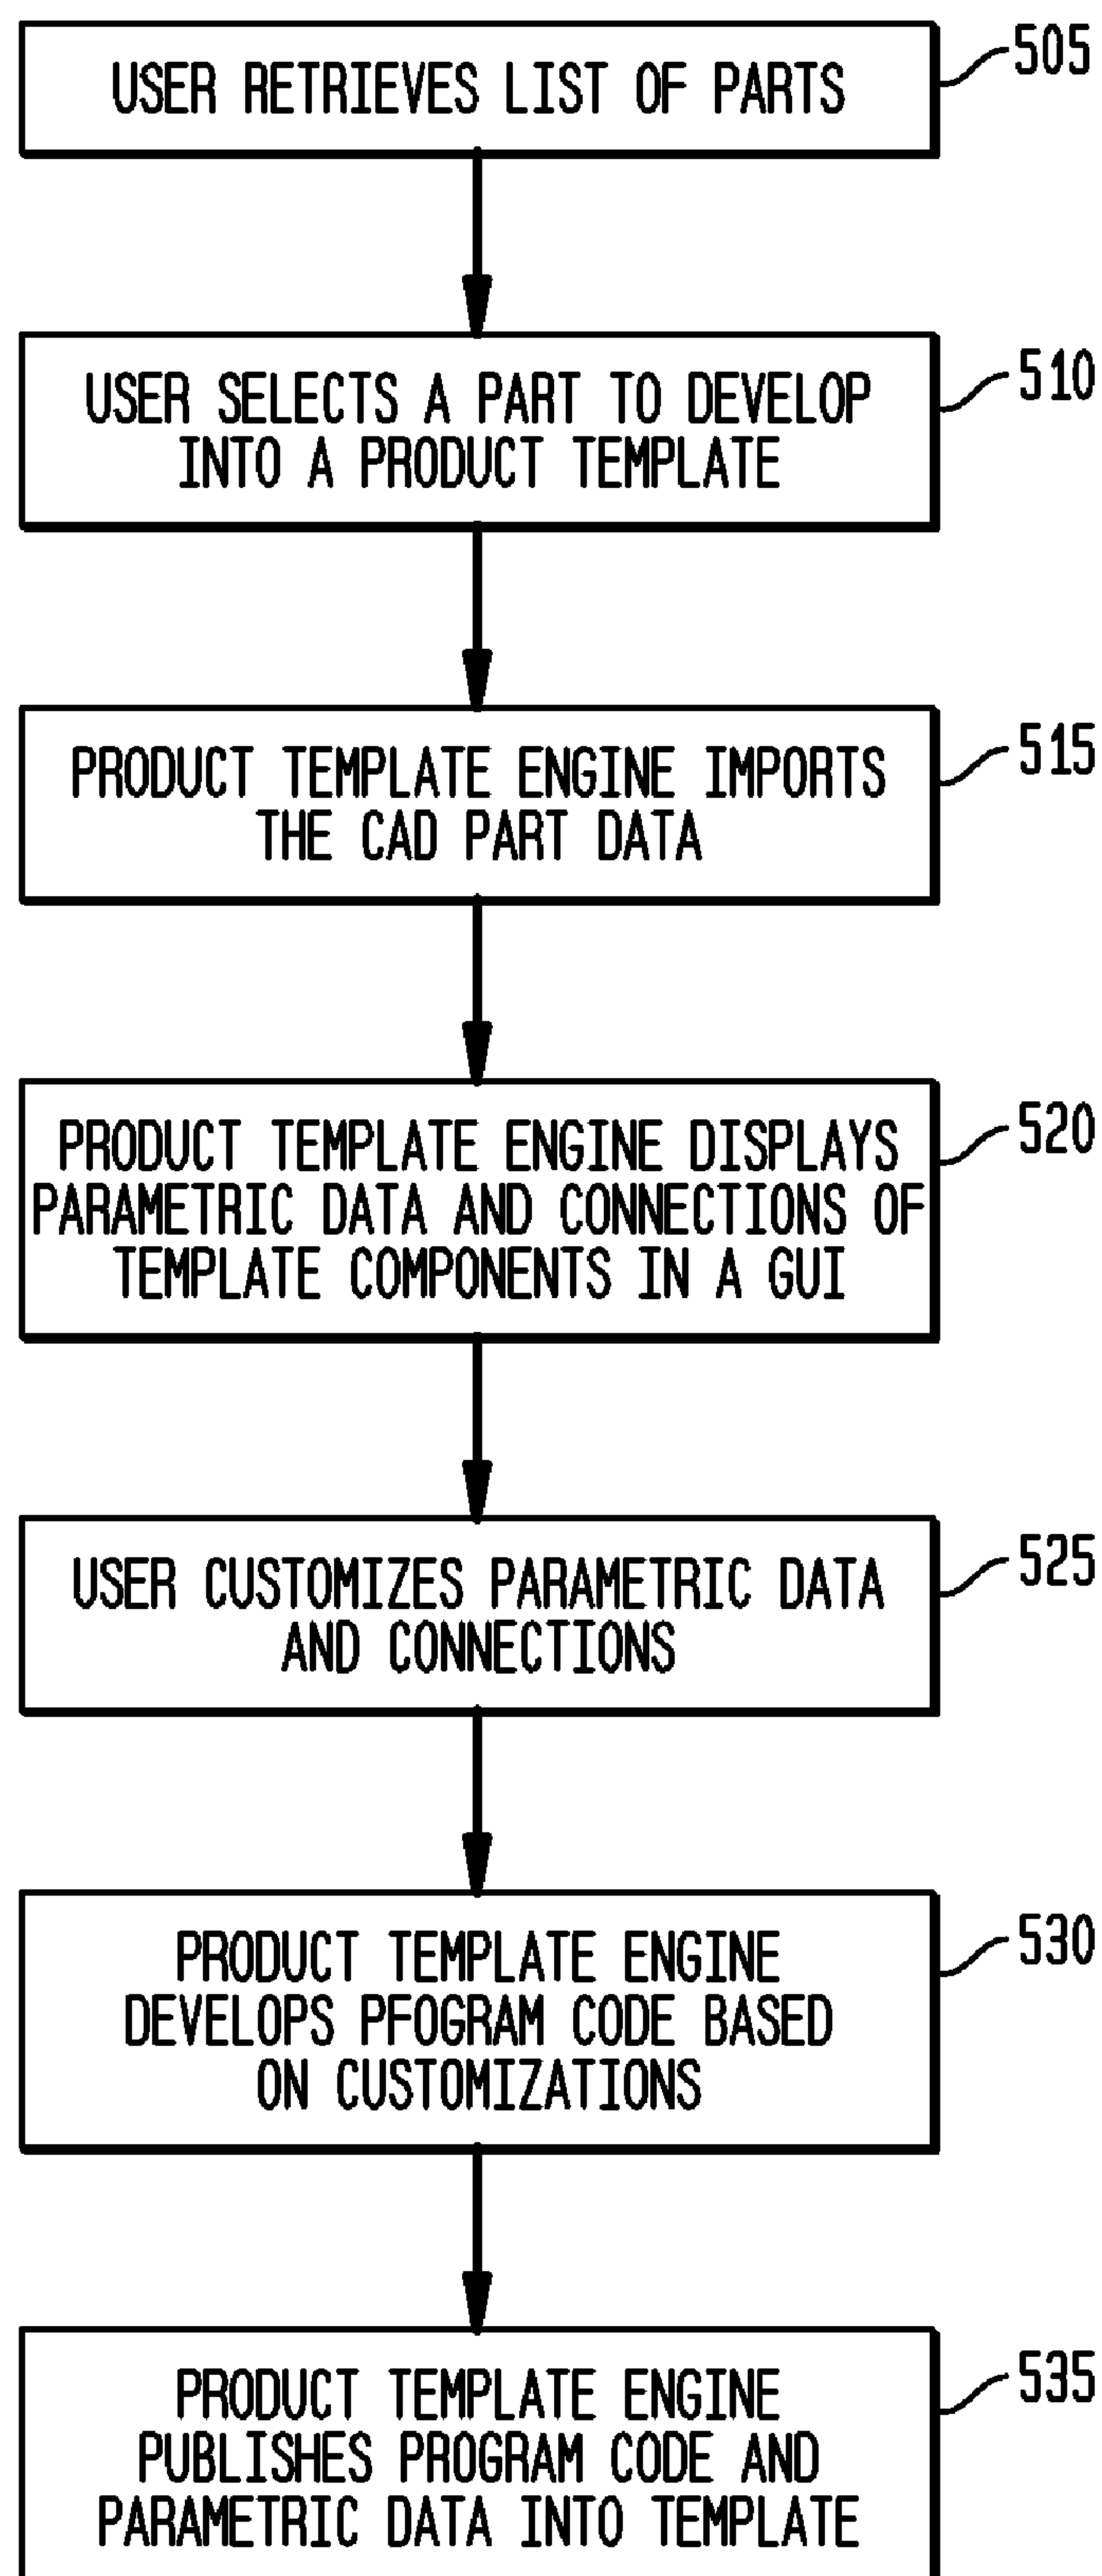 USER RETRIEVES LIST OF PARTS
505
USER SELECTS A PART TO DEVELOP
INTO A PRODUCT TEMPLATE
510
PRODUCT TEMPLATE ENGINE IMPORTS
THE CAD PART DATA
515
PRODUCT TEMPLATE ENGINE DISPLAYS
PARAMETRIC DATA AND CONNECTIONS OF
TEMPLATE COMPONENTS IN A GUI
520
USER CUSTOMIZES PARAMETRIC DATA
AND CONNECTIONS
525
PRODUCT TEMPLATE ENGINE
DEVELOPS PFOGRAM CODE BASED
ON CUSTOMIZATIONS
530
PRODUCT TEMPLATE ENGINE
PUBLISHES PROGRAM CODE AND
PARAMETRIC DATA INTO TEMPLATE
535